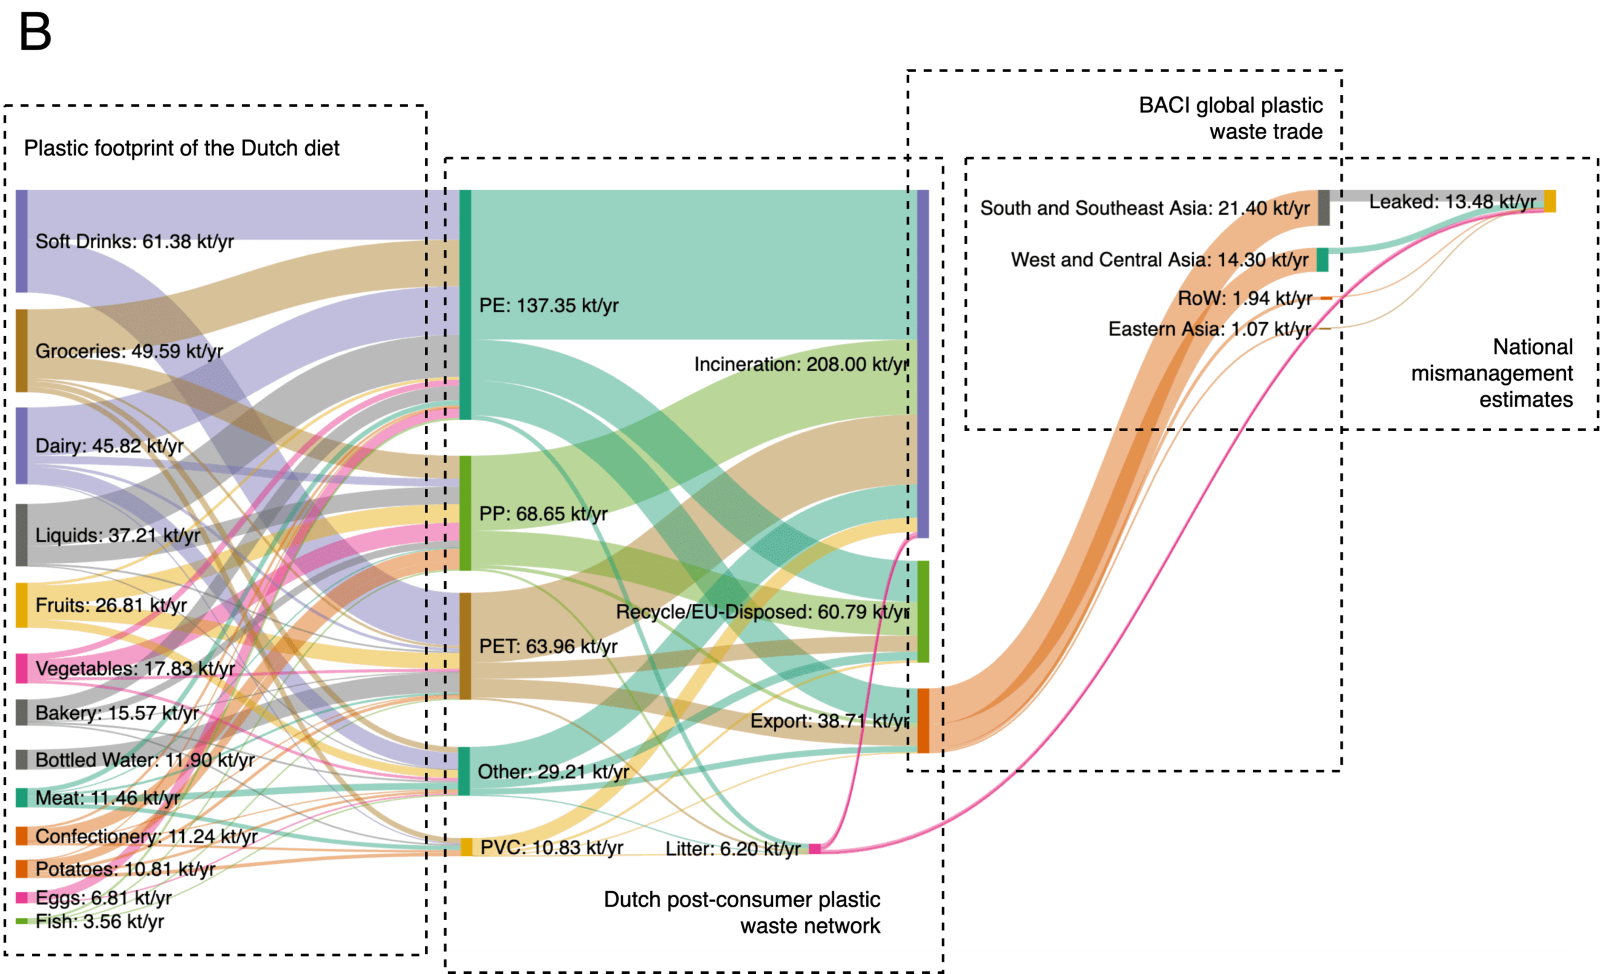 B
Plastic footprint of the Dutch diet
Soft Drinks: 61.38 kt/yr
Groceries: 49.59 kt/yr
Dairy: 45.82 kt/yr
Liquids: 37.21 kt/yr
Fruits: 26.81 kt/yr
Vegetables: 17.83 kt/yr
Bakery: 15.57 kt/yr
Bottled Water: 11.90 kt/yr
Meat: 11.46 kt/yr
Confectionery: 11.24 kt/yr
Potatoes: 10.81 kt/yr
Eggs: 6.81 kt/yr
Fish: 3.56 kt/yr
PE: 137.35 kt/yr
PP: 68.65 kt/yr
PET: 63.96 kt/yr
Other: 29.21 kt/yr
PVC: 10.83 kt/yr
Incineration: 208.00 kt/yr
Recycle/EU-Disposed: 60.79 kt/yr
Export: 38.71 kt/yr
Litter: 6.20 kt/yr
Dutch post-consumer plastic
waste network
BACI global plastic
waste trade
South and Southeast Asia: 21.40 kt/yr
West and Central Asia: 14.30 kt/yr
RoW: 1.94 kt/yr
Eastern Asia: 1.07 kt/yr
Leaked: 13.48 kt/yr
National
mismanagement
estimates